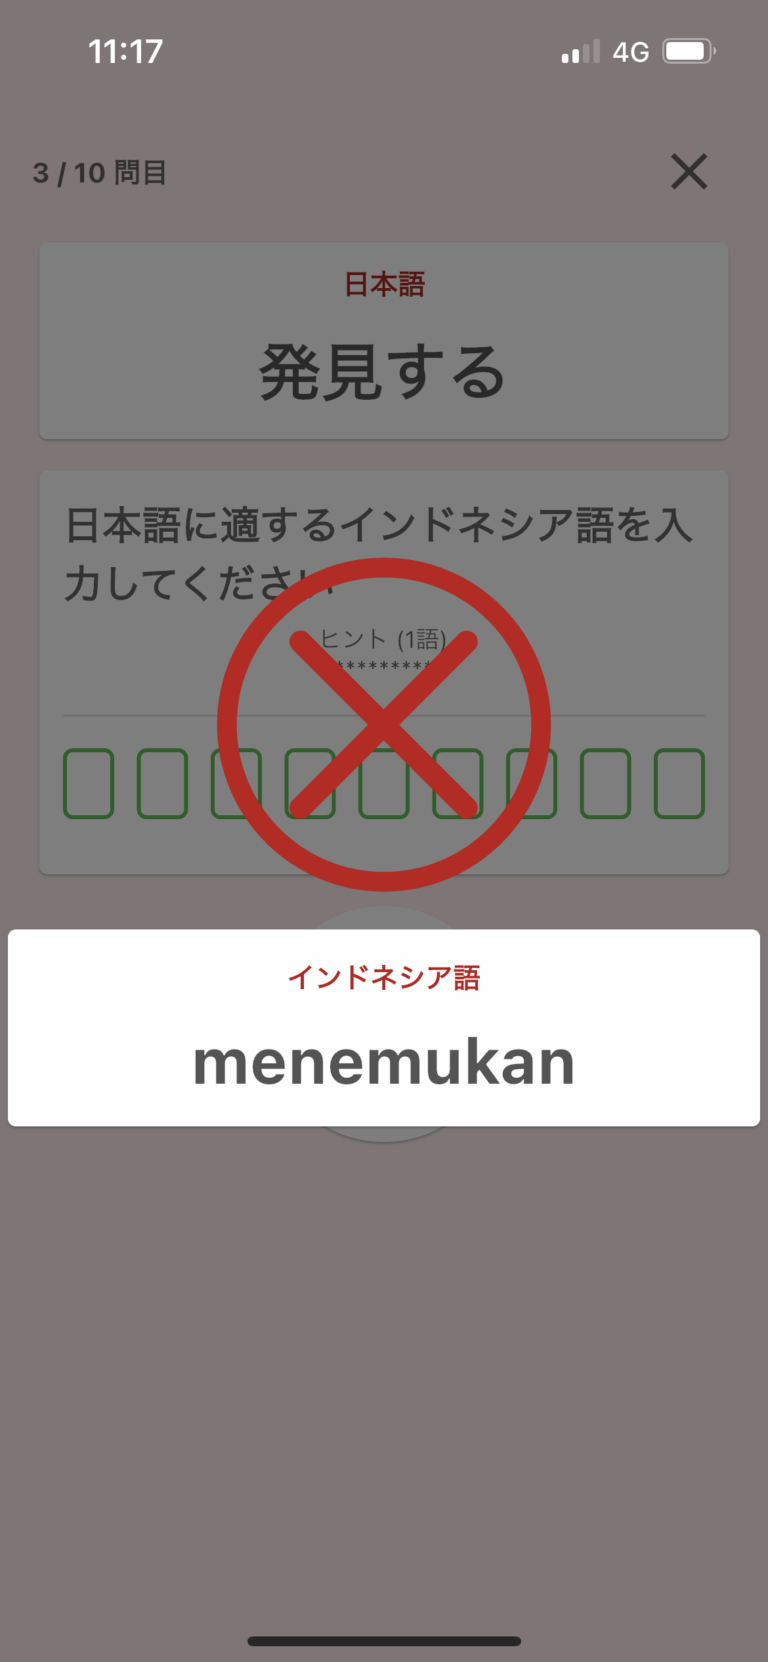 11:17
4G
3 / 10 問目
日本語
発見する
日本語に適するインドネシア語を入
力してください
ヒント (1語)
*********
インドネシア語
menemukan